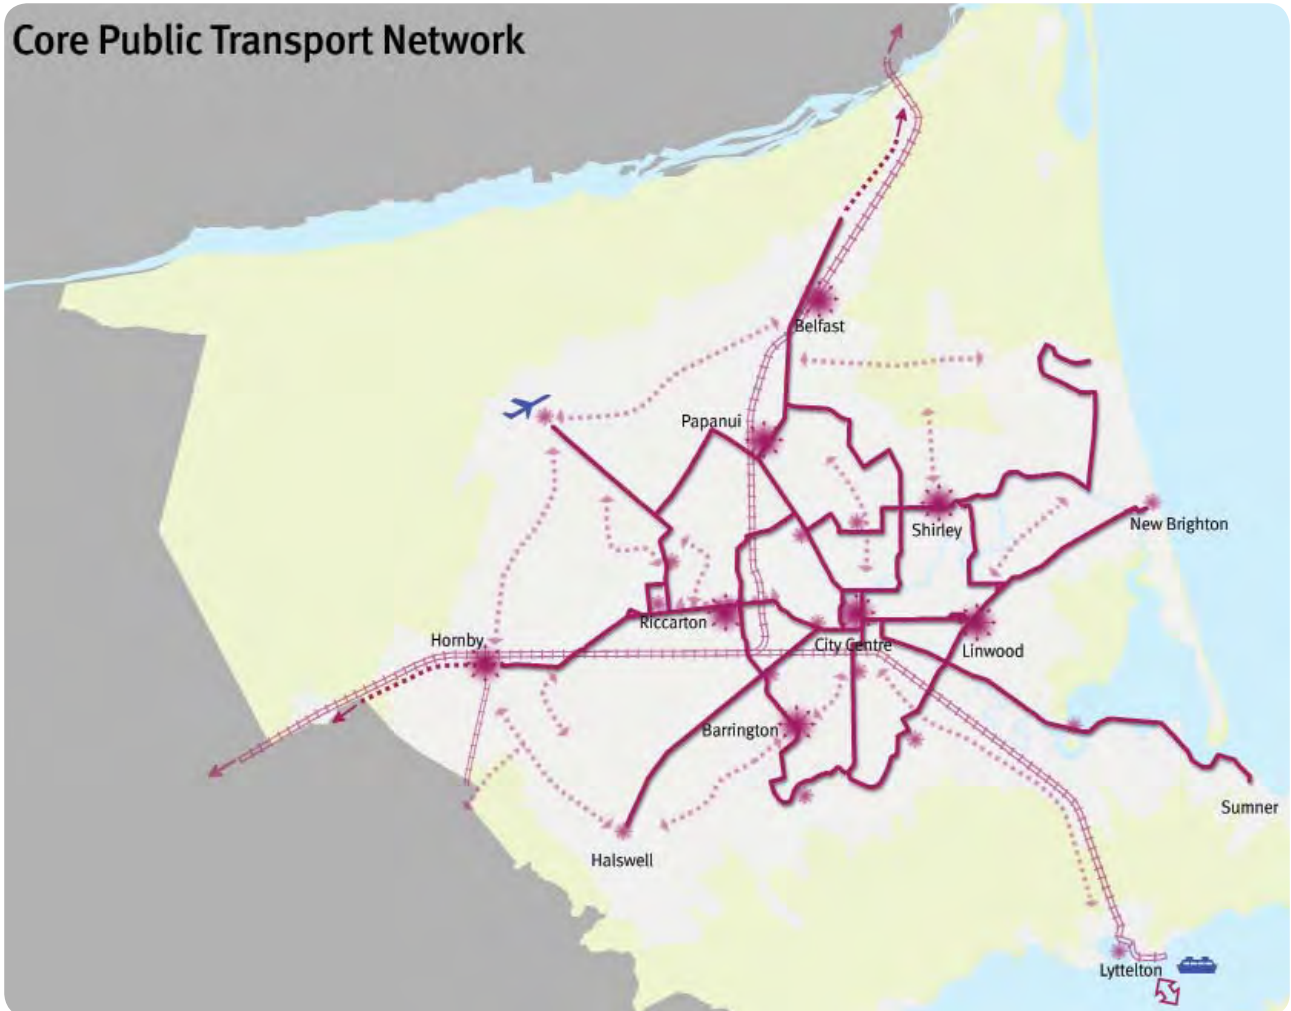 Core Public Transport Network
Belfast
Papanui
Shirley
New Brighton
Riccarton
Hornby
City Centre
Linwood
Barrington
Sumner
Halswell
Lyttelton